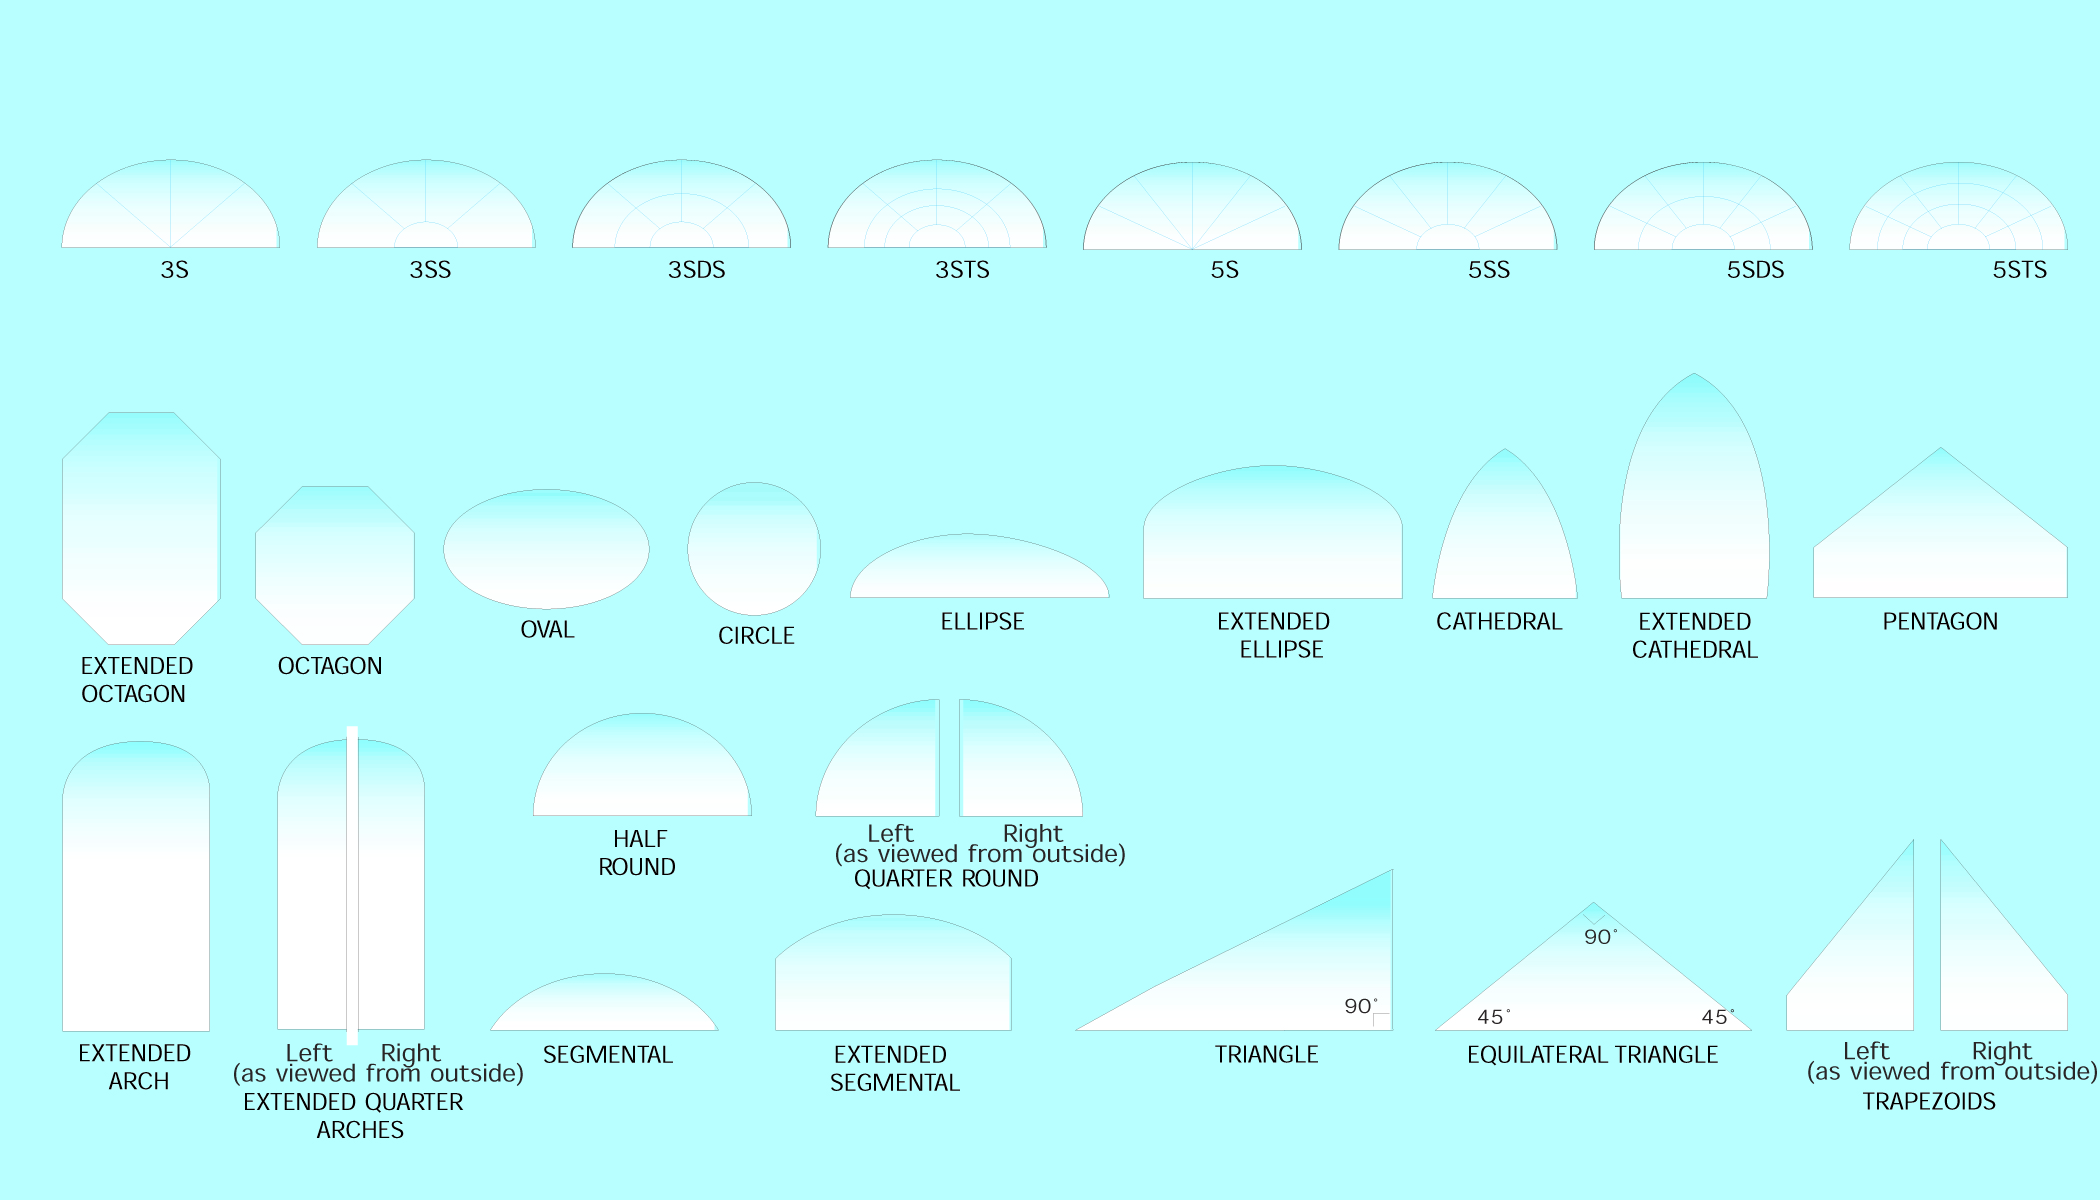 3S
3SS
3SDS
3STS
5S
5SS
5SDS
5STS
EXTENDED
OCTAGON
OCTAGON
OVAL
CIRCLE
ELLIPSE
EXTENDED
ELLIPSE
CATHEDRAL
EXTENDED
CATHEDRAL
PENTAGON
HALF
ROUND
Left Right
(as viewed from outside)
QUARTER ROUND
EXTENDED
ARCH
Left Right
(as viewed from outside)
EXTENDED QUARTER
ARCHES
SEGMENTAL
EXTENDED
SEGMENTAL
90°
TRIANGLE
90°
45° 45°
EQUILATERAL TRIANGLE
Left Right
(as viewed from outside)
TRAPEZOIDS